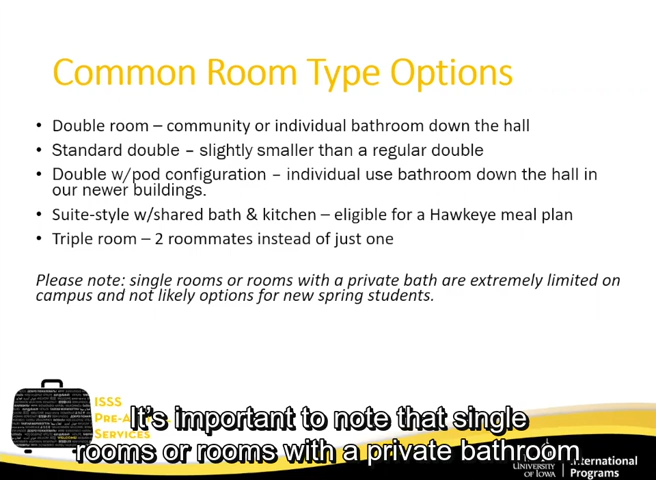 Common Room Type Options
• Double room – community or individual bathroom down the hall
• Standard double – slightly smaller than a regular double
• Double w/pod configuration – individual use bathroom down the hall in
our newer buildings.
• Suite-style w/shared bath & kitchen – eligible for a Hawkeye meal plan
• Triple room – 2 roommates instead of just one
Please note: single rooms or rooms with a private bath are extremely limited on
campus and not likely options for new spring students.
ISSS
SERVICES
It's important to note that single
rooms or rooms with a private bathroom
UNIVERSITY
OF IOWA
International
Programs